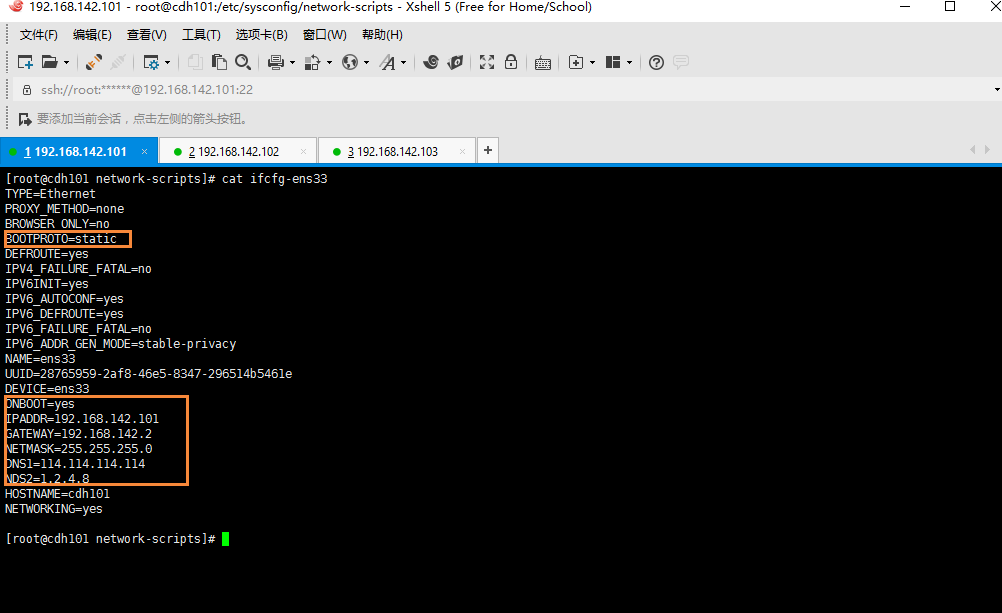 192.168.142.101 - root@cdh101:/etc/sysconfig/network-scripts - Xshell 5 (Free for Home/School)
文件(F) 编辑(E) 查看(V) 工具(T) 选项卡(B) 窗口(W) 帮助(H)
ssh://root:******@192.168.142.101:22
要添加当前会话，点击左侧的箭头按钮。
1 192.168.142.101 × 2 192.168.142.102 × 3 192.168.142.103 × +
[root@cdh101 network-scripts]# cat ifcfg-ens33
TYPE=Ethernet
PROXY_METHOD=none
BROWSER_ONLY=no
BOOTPROTO=static
DEFROUTE=yes
IPV4_FAILURE_FATAL=no
IPV6INIT=yes
IPV6_AUTOCONF=yes
IPV6_DEFROUTE=yes
IPV6_FAILURE_FATAL=no
IPV6_ADDR_GEN_MODE=stable-privacy
NAME=ens33
UUID=28765959-2af8-46e5-8347-296514b5461e
DEVICE=ens33
ONBOOT=yes
IPADDR=192.168.142.101
GATEWAY=192.168.142.2
NETMASK=255.255.255.0
DNS1=114.114.114.114
NDS2=1.2.4.8
HOSTNAME=cdh101
NETWORKING=yes
[root@cdh101 network-scripts]#